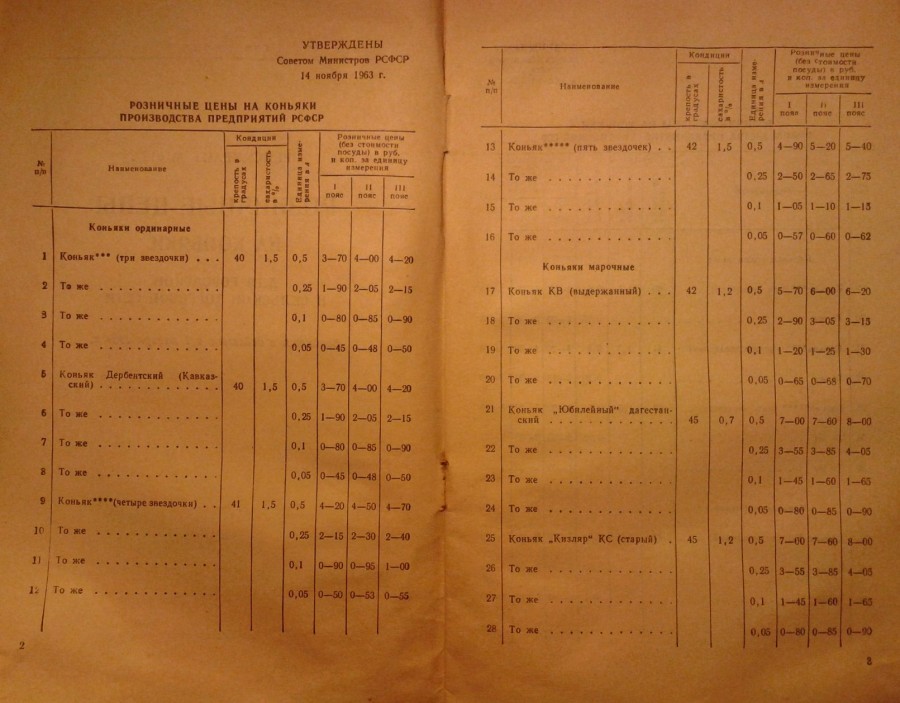 УТВЕРЖДЕНЫ
Советом Министров РСФСР
14 ноября 1963 г.
РОЗНИЧНЫЕ ЦЕНЫ НА КОНЬЯКИ
ПРОИЗВОДСТВА ПРЕДПРИЯТИЙ РСФСР
№ п/п
Наименование
Кондиция
крепость в градусах
сахаристость в %
Единица измерения в л
Розничные цены
(без стоимости
посуды) в руб.
и коп. за единицу
измерения
I пояс II пояс III пояс
Коньяки ординарные
1 Коньяк*** (три звездочки) . . . 40 1,5 0,5 3—70 4—00 4—20
2 То же . . . . . . . . . . . . 0,25 1—90 2—05 2—15
3 То же . . . . . . . . . . . . 0,1 0—80 0—85 0—90
4 То же . . . . . . . . . . . . 0,05 0—45 0—48 0—50
5 Коньяк Дербентский (Кавказ-
ский) . . . . . . . . . . . . 40 1,5 0,5 3—70 4—00 4—20
6 То же . . . . . . . . . . . . 0,25 1—90 2—05 2—15
7 То же . . . . . . . . . . . . 0,1 0—80 0—85 0—90
8 То же . . . . . . . . . . . . 0,05 0—45 0—48 0—50
9 Коньяк****(четыре звездочки) . . 41 1,5 0,5 4—20 4—50 4—70
10 То же . . . . . . . . . . . . 0,25 2—15 2—30 2—40
11 То же . . . . . . . . . . . . 0,1 0—90 0—95 1—00
12 То же . . . . . . . . . . . . 0,05 0—50 0—53 0—55
2
№ п/п
Наименование
Кондиция
крепость в градусах
сахаристость в %
Единица измерения в л
Розничные цены
(без стоимости
посуды) в руб.
и коп. за единицу
измерения
I пояс II пояс III пояс
13 Коньяк***** (пять звездочек) . . 42 1,5 0,5 4—90 5—20 5—40
14 То же . . . . . . . . . . . . 0,25 2—50 2—65 2—75
15 То же . . . . . . . . . . . . 0,1 1—05 1—10 1—15
16 То же . . . . . . . . . . . . 0,05 0—57 0—60 0—62
Коньяки марочные
17 Коньяк КВ (выдержанный) . . . 42 1,2 0,5 5—70 6—00 6—20
18 То же . . . . . . . . . . . . 0,25 2—90 3—05 3—15
19 То же . . . . . . . . . . . . 0,1 1—20 1—25 1—30
20 То же . . . . . . . . . . . . 0,05 0—65 0—68 0—70
21 Коньяк „Юбилейный“ дагестан-
ский . . . . . . . . . . . . 45 0,7 0,5 7—00 7—60 8—00
22 То же . . . . . . . . . . . . 0,25 3—55 3—85 4—05
23 То же . . . . . . . . . . . . 0,1 1—45 1—60 1—65
24 То же . . . . . . . . . . . . 0,05 0—80 0—85 0—90
25 Коньяк „Кизляр“ КС (старый) . 45 1,2 0,5 7—00 7—60 8—00
26 То же . . . . . . . . . . . . 0,25 3—55 3—85 4—05
27 То же . . . . . . . . . . . . 0,1 1—45 1—60 1—65
28 То же . . . . . . . . . . . . 0,05 0—80 0—85 0—90
3